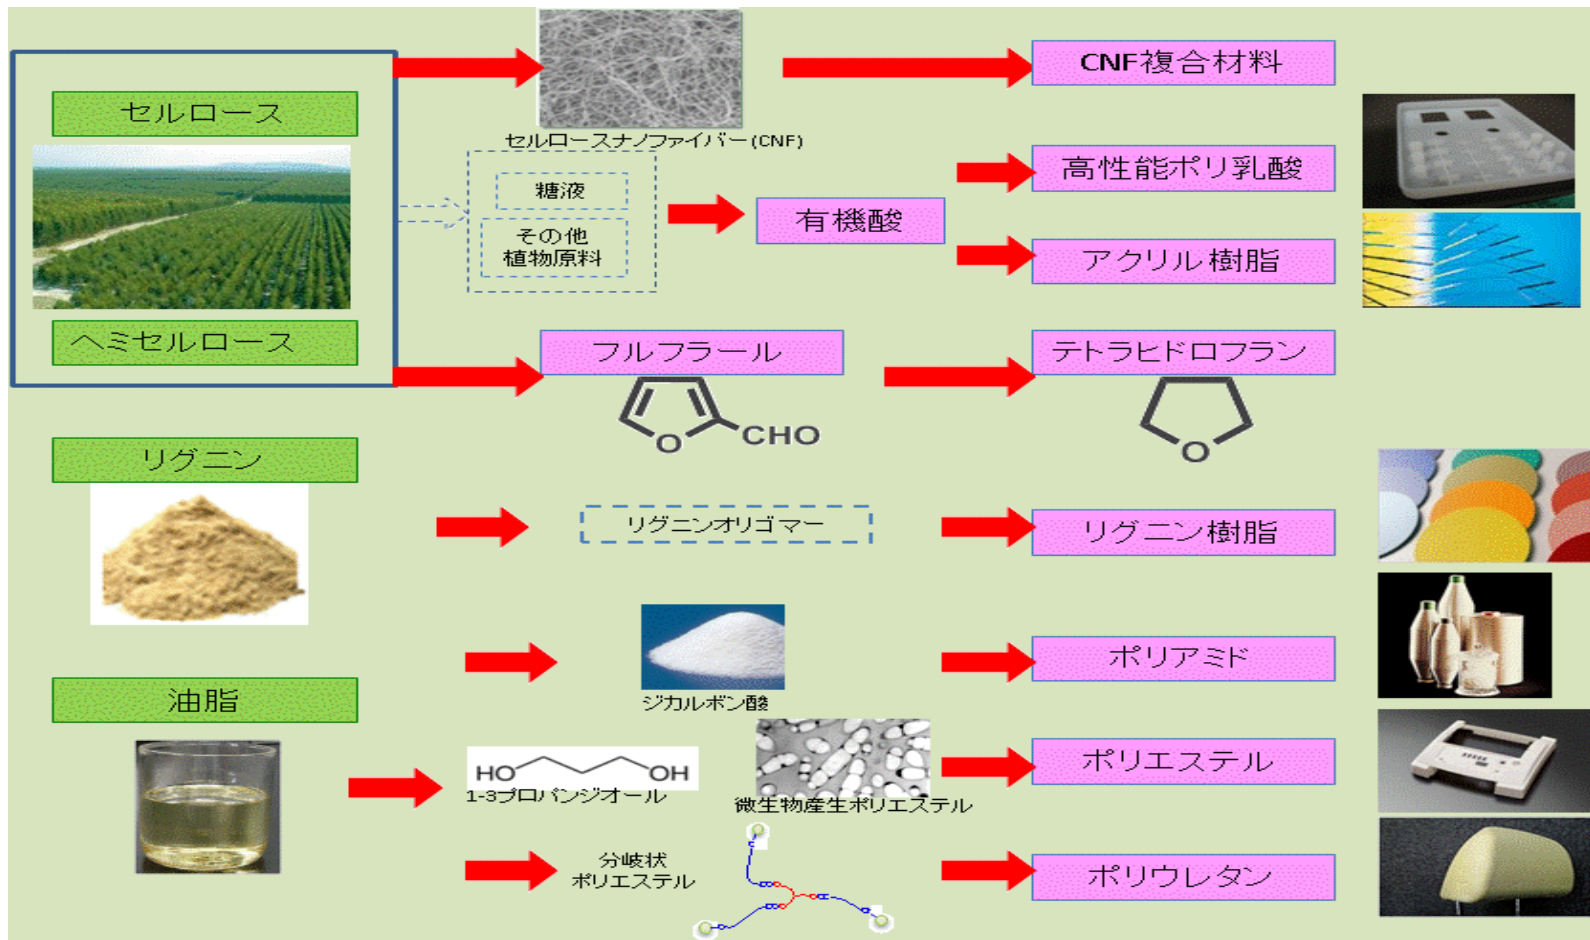 CNF複合材料
セルロース
セルロースナノファイバー(CNF)
高性能ポリ乳酸
糖液
有機酸
その他
植物原料
アクリル樹脂
ヘミセルロース
フルフラール
テトラヒドロフラン
O
CHO
O
リグニン
リグニンオリゴマー
リグニン樹脂
ポリアミド
ジカルボン酸
油脂
ポリエステル
HO
OH
1-3プロパンジオール
微生物産生ポリエステル
分岐状
ポリエステル
ポリウレタン